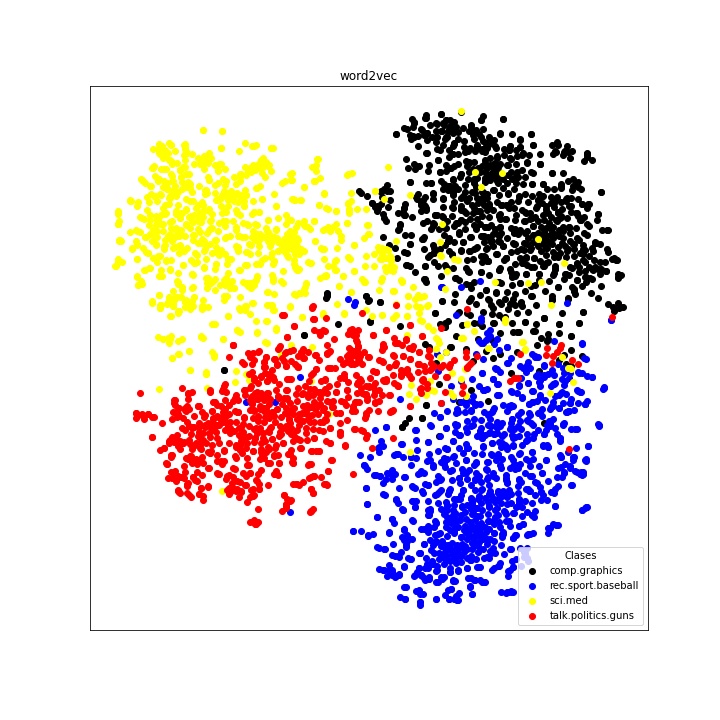 word2vec
Clases
comp.graphics
rec.sport.baseball
sci.med
talk.politics.guns